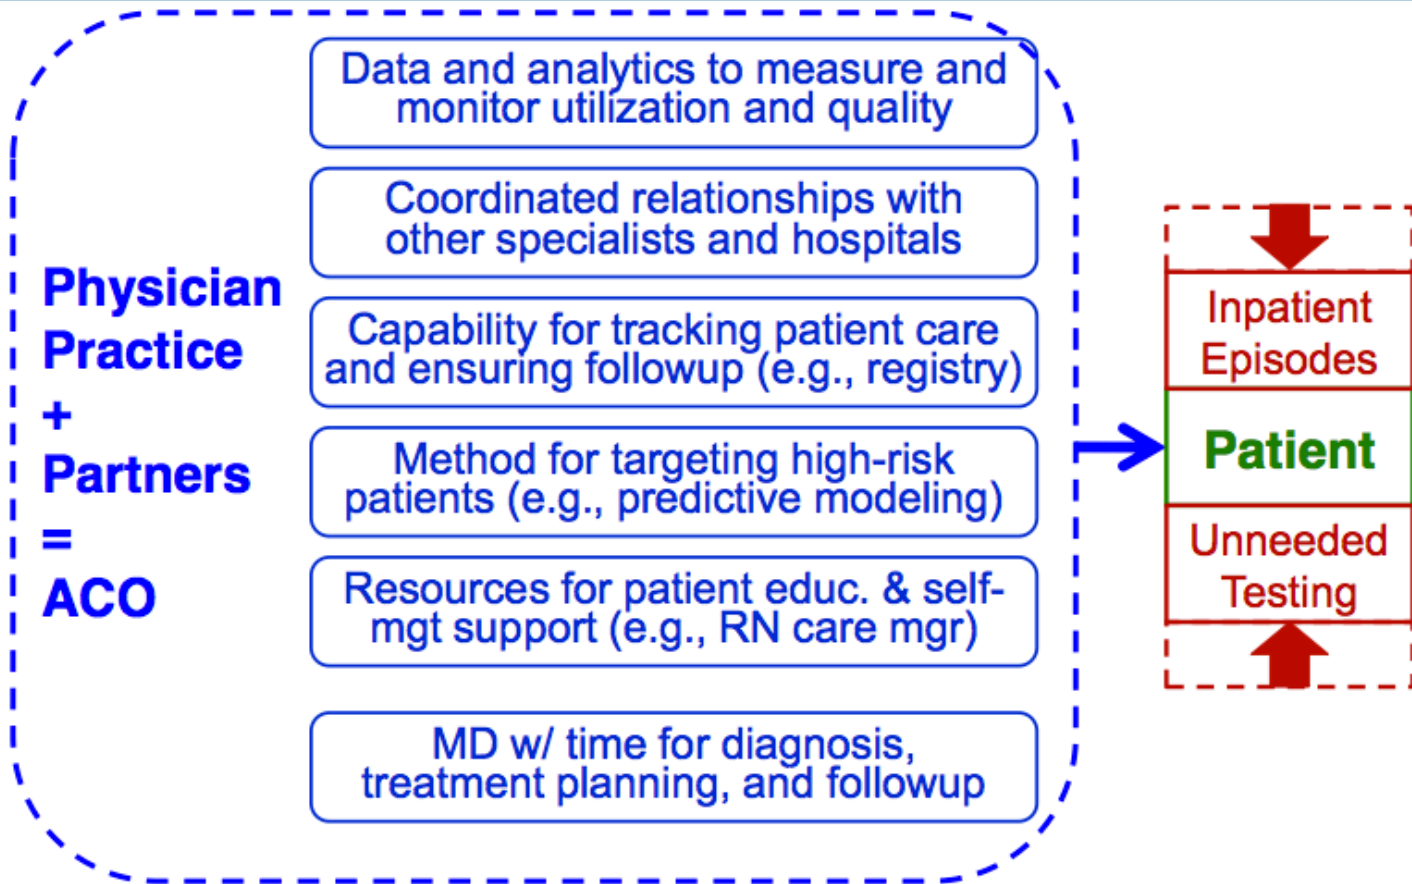 Physician
Practice
+
Partners
=
ACO
Data and analytics to measure and
monitor utilization and quality
Coordinated relationships with
other specialists and hospitals
Capability for tracking patient care
and ensuring followup (e.g., registry)
Method for targeting high-risk
patients (e.g., predictive modeling)
Resources for patient educ. & self-
mgt support (e.g., RN care mgr)
MD w/ time for diagnosis,
treatment planning, and followup
Inpatient
Episodes
Patient
Unneeded
Testing